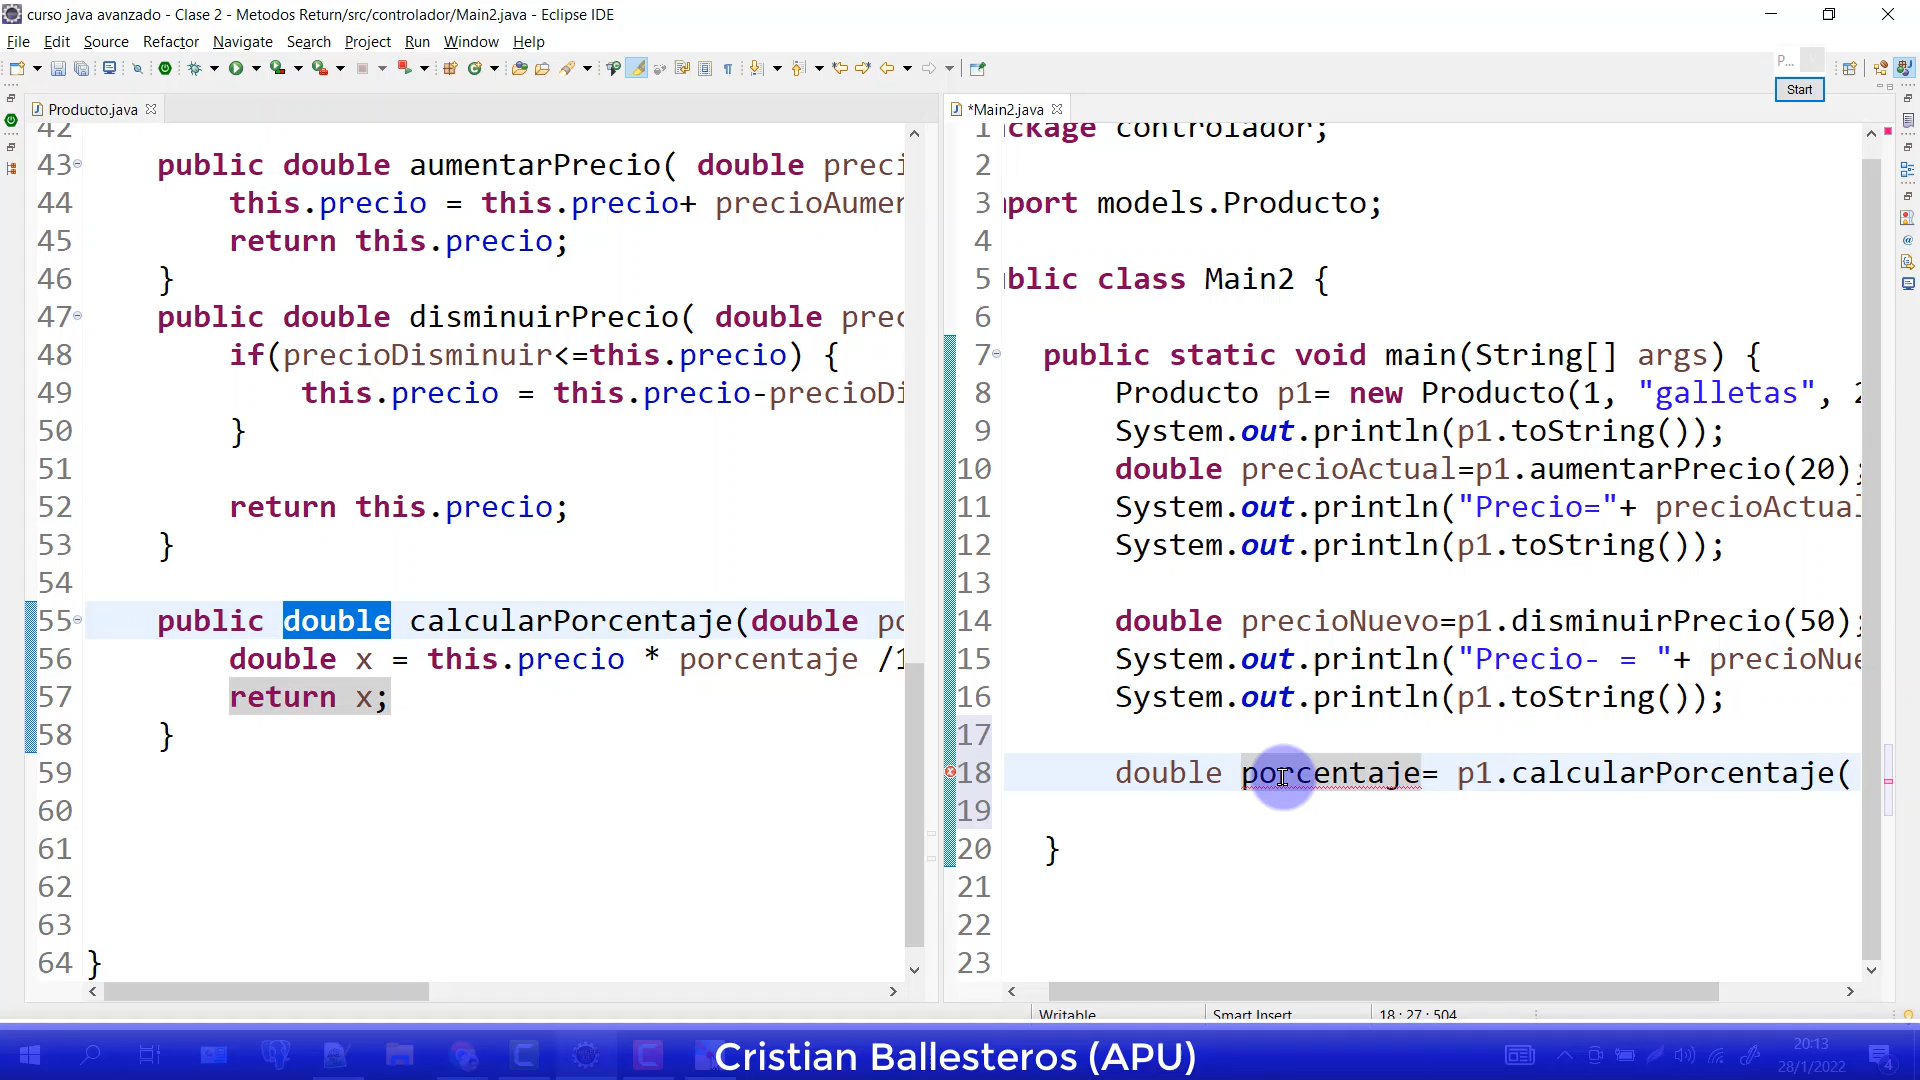 curso java avanzado - Clase 2 - Metodos Return/src/controlador/Main2.java - Eclipse IDE
File Edit Source Refactor Navigate Search Project Run Window Help
P...
Start
Producto.java
42
43 public double aumentarPrecio( double preci
44 this.precio = this.precio+ precioAumen
45 return this.precio;
46 }
47 public double disminuirPrecio( double prec
48 if(precioDisminuir<=this.precio) {
49 this.precio = this.precio-precioDi
50 }
51
52 return this.precio;
53 }
54
55 public double calcularPorcentaje(double po
56 double x = this.precio * porcentaje /1
57 return x;
58 }
59
60
61
62
63
64 }
*Main2.java
1 ckage controlador;
2
3 port models.Producto;
4
5 blic class Main2 {
6
7 public static void main(String[] args) {
8 Producto p1= new Producto(1, "galletas", 2
9 System.out.println(p1.toString());
10 double precioActual=p1.aumentarPrecio(20);
11 System.out.println("Precio="+ precioActual
12 System.out.println(p1.toString());
13
14 double precioNuevo=p1.disminuirPrecio(50);
15 System.out.println("Precio- = "+ precioNue
16 System.out.println(p1.toString());
17
18 double porcentaje= p1.calcularPorcentaje(
19
20 }
21
22
23
Writable Smart Insert 18 : 27 : 504
Cristian Ballesteros (APU)
20:13
28/1/2022
4